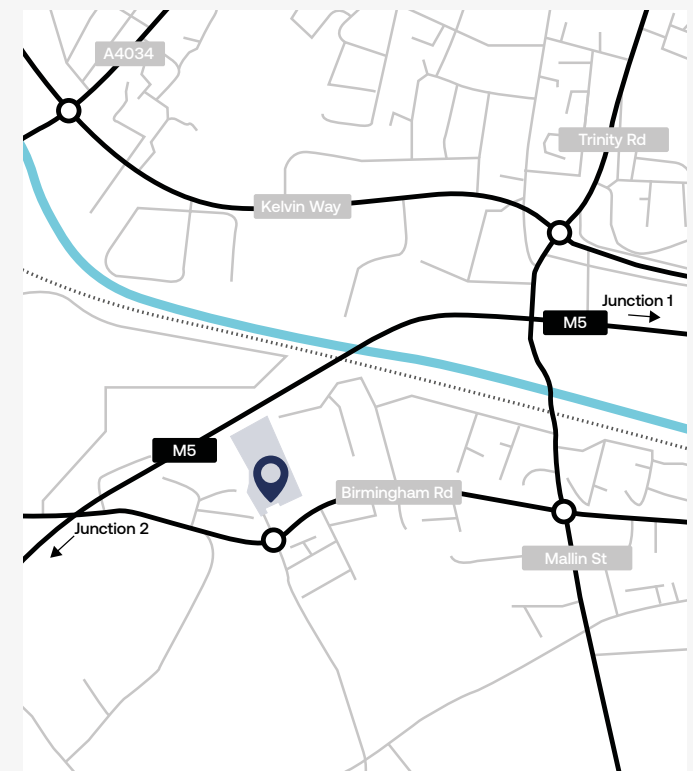 A4034
Trinity Rd
Kelvin Way
Junction 1
M5
M5
Birmingham Rd
Junction 2
Mallin St